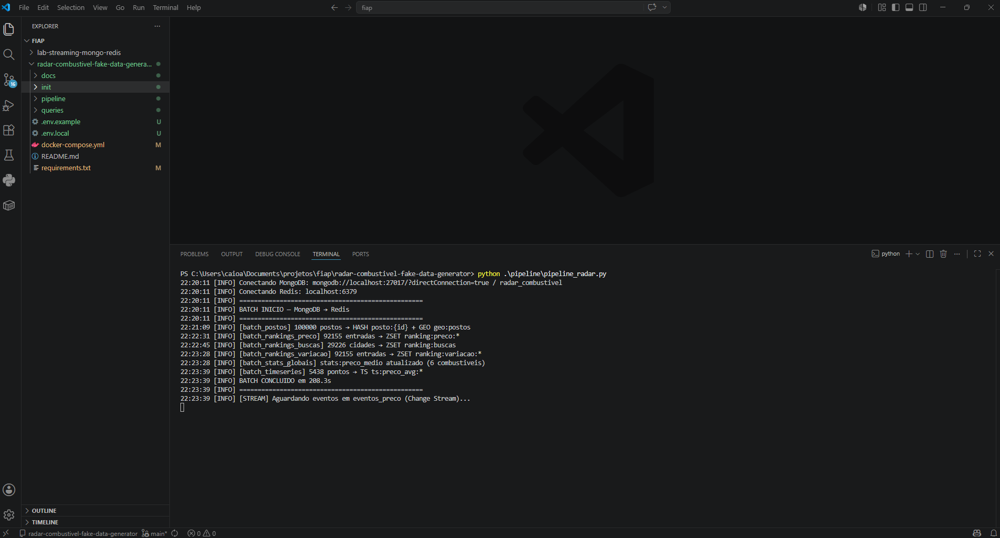 File Edit Selection View Go Run Terminal Help
fiap
EXPLORER
FIAP
lab-streaming-mongo-redis
radar-combustivel-fake-data-genera...
docs
init
pipeline
queries
.env.example U
.env.local U
docker-compose.yml M
README.md
requirements.txt M
16
OUTLINE
TIMELINE
PROBLEMS OUTPUT DEBUG CONSOLE TERMINAL PORTS
python
PS C:\Users\caioa\Documents\projetos\fiap\radar-combustivel-fake-data-generator> python .\pipeline\pipeline_radar.py
22:20:11 [INFO] Conectando MongoDB: mongodb://localhost:27017/?directConnection=true / radar_combustivel
22:20:11 [INFO] Conectando Redis: localhost:6379
22:20:11 [INFO] ==================================================
22:20:11 [INFO] BATCH INICIO — MongoDB → Redis
22:20:11 [INFO] ==================================================
22:21:09 [INFO] [batch_postos] 100000 postos → HASH posto:{id} + GEO geo:postos
22:22:31 [INFO] [batch_rankings_preco] 92155 entradas → ZSET ranking:preco:*
22:22:45 [INFO] [batch_rankings_buscas] 29226 cidades → ZSET ranking:buscas
22:23:28 [INFO] [batch_rankings_variacao] 92155 entradas → ZSET ranking:variacao:*
22:23:28 [INFO] [batch_stats_globais] stats:preco_medio atualizado (6 combustiveis)
22:23:39 [INFO] [batch_timeseries] 5438 pontos → TS ts:preco_avg:*
22:23:39 [INFO] BATCH CONCLUIDO em 208.3s
22:23:39 [INFO] ==================================================
22:23:39 [INFO] [STREAM] Aguardando eventos em eventos_preco (Change Stream)...
radar-combustivel-fake-data-generator main* 0 0